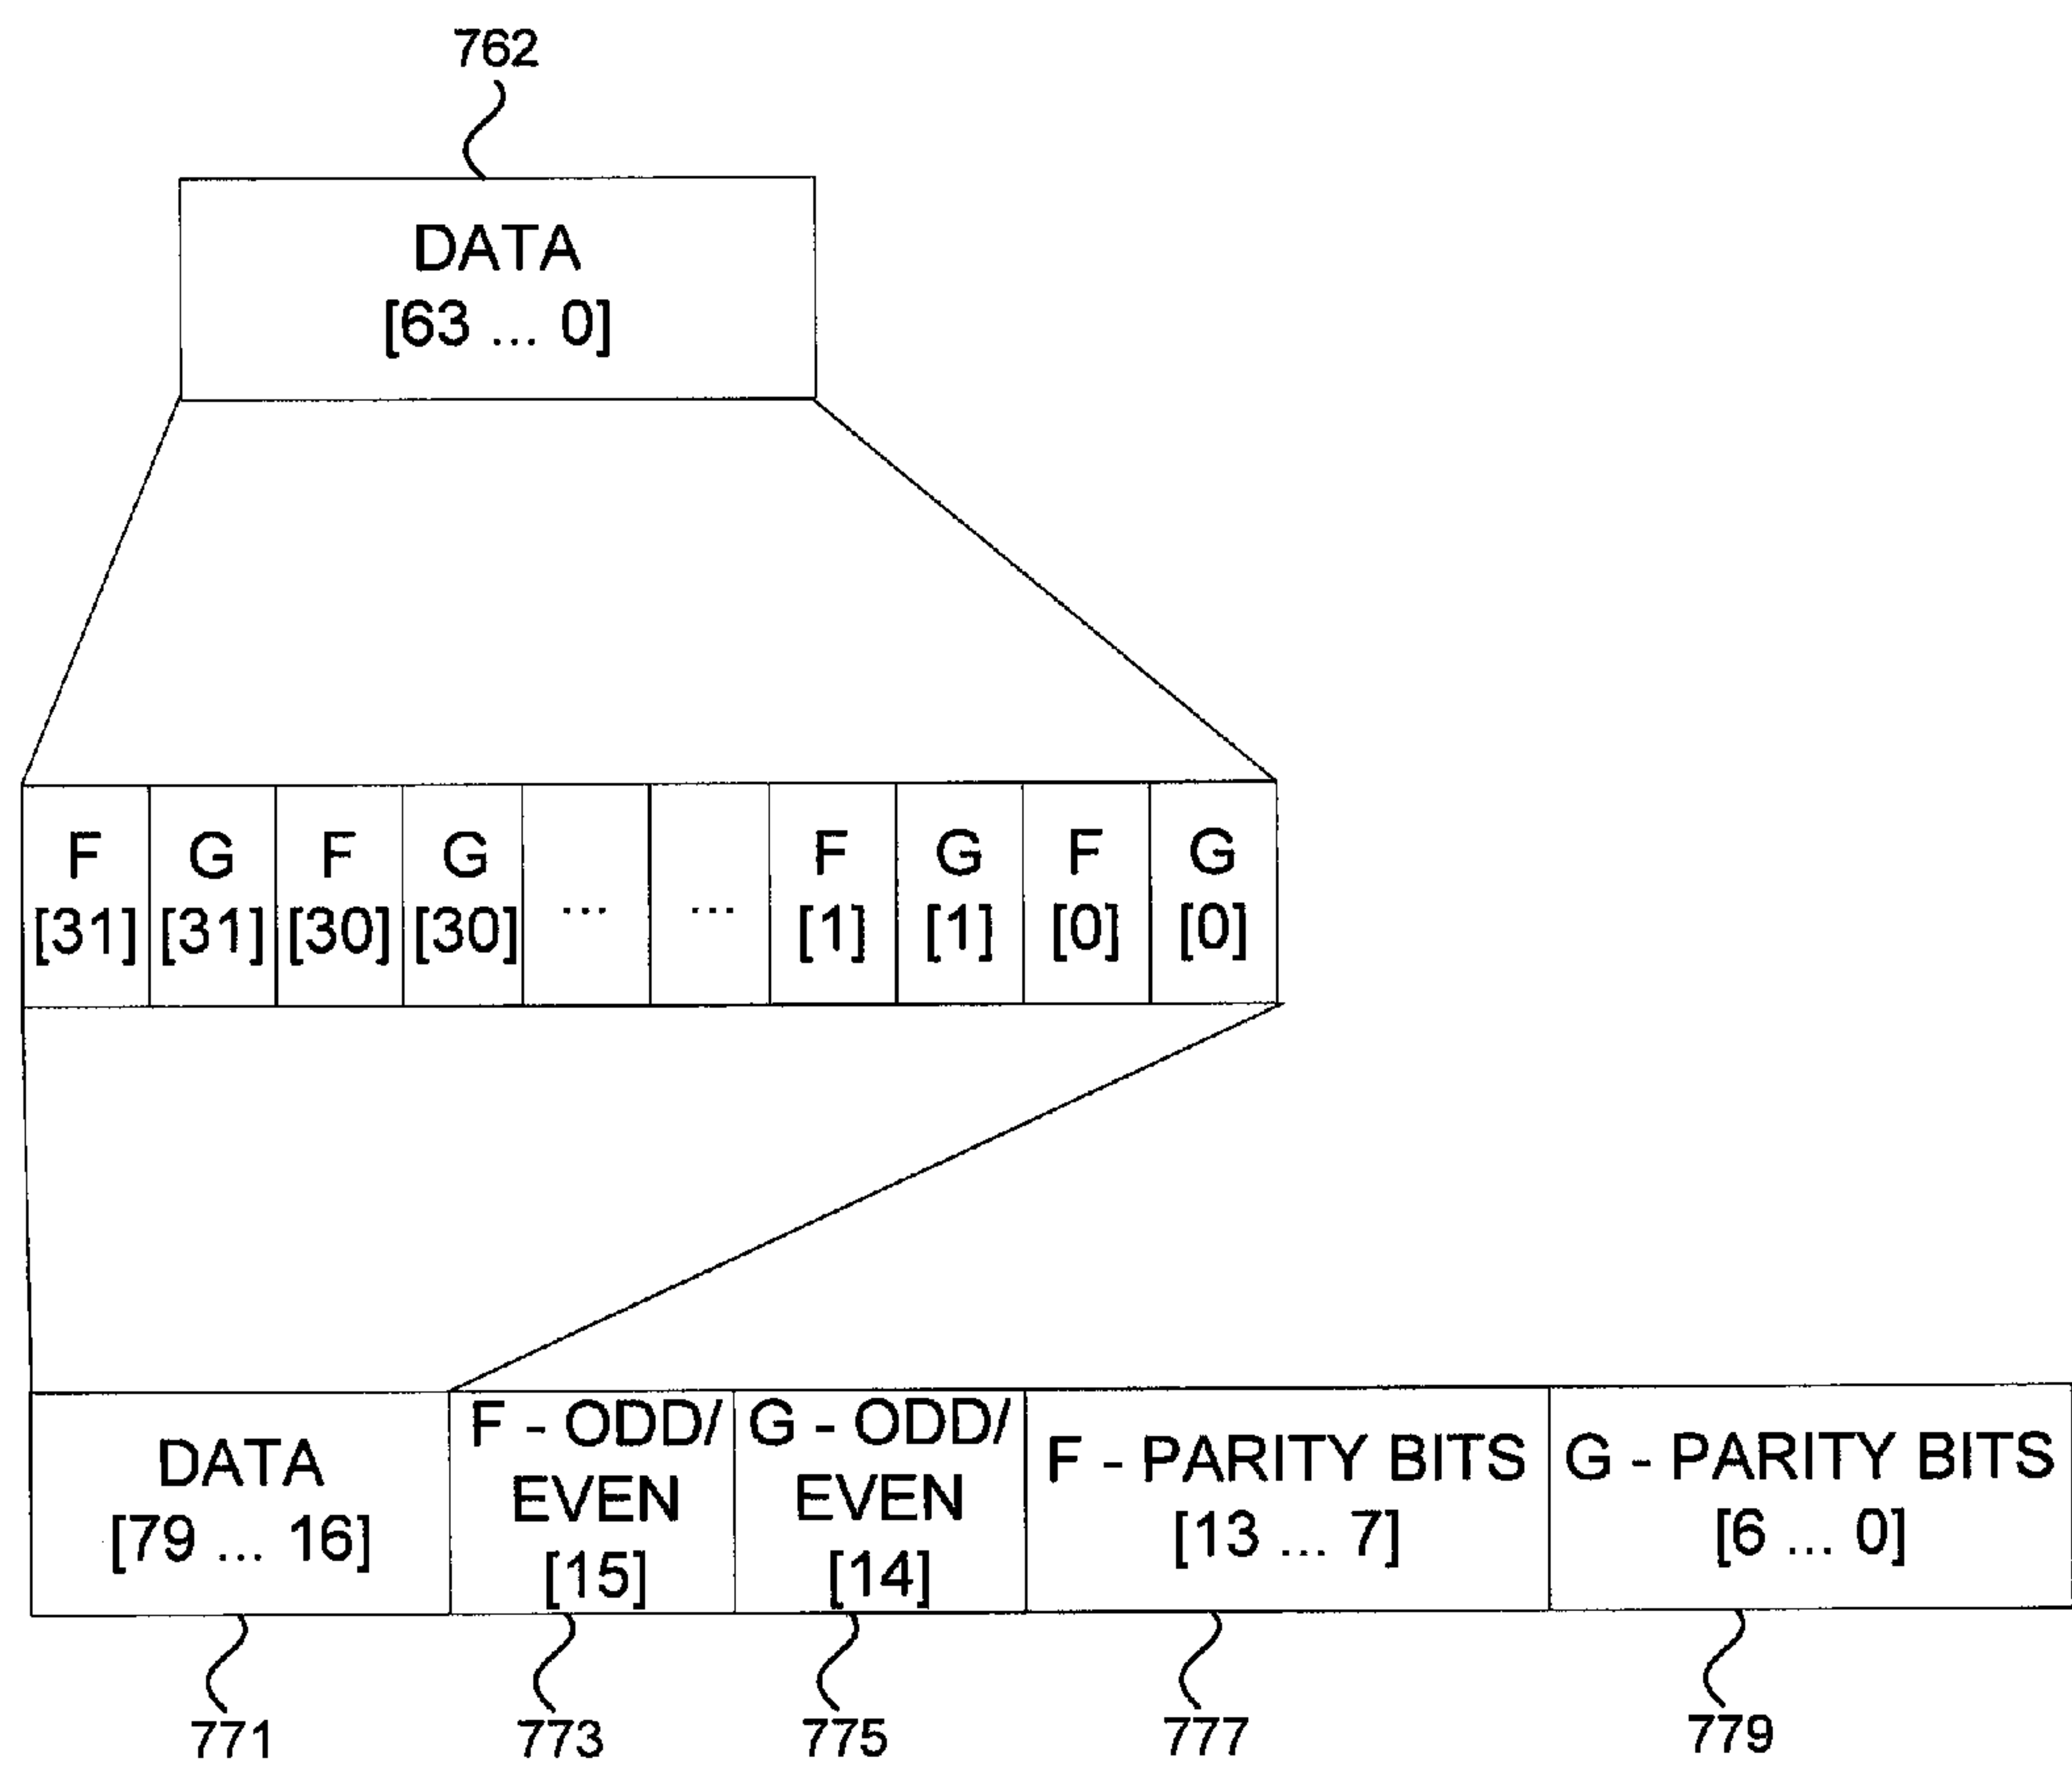 762
DATA
[63 ... 0]
F G F G F G F G
[31] [31] [30] [30] ... ... [1] [1] [0] [0]
DATA
[79 ... 16]
F - ODD/
EVEN
[15]
G - ODD/
EVEN
[14]
F - PARITY BITS
[13 ... 7]
G - PARITY BITS
[6 ... 0]
771 773 775 777 779